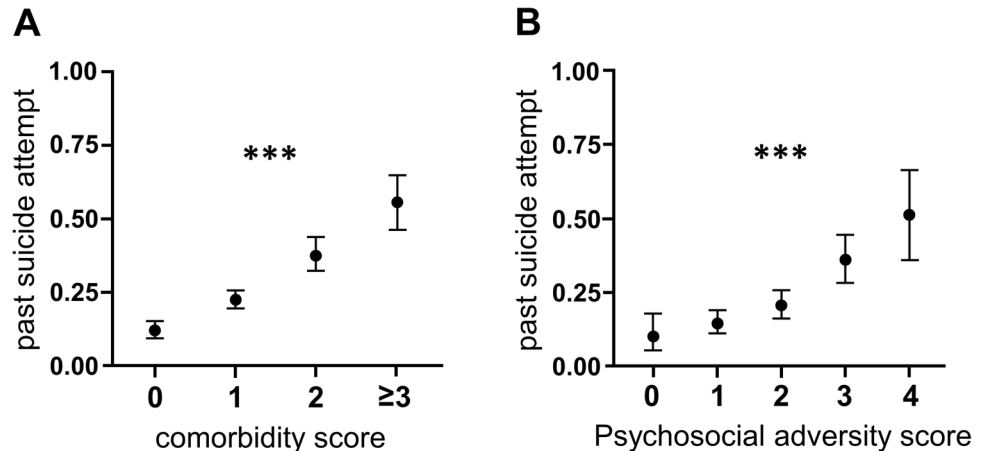 A
past suicide attempt
1.00
0.75
0.50
0.25
0.00
***
0 1 2 ≥3
comorbidity score
B
past suicide attempt
1.00
0.75
0.50
0.25
0.00
***
0 1 2 3 4
Psychosocial adversity score